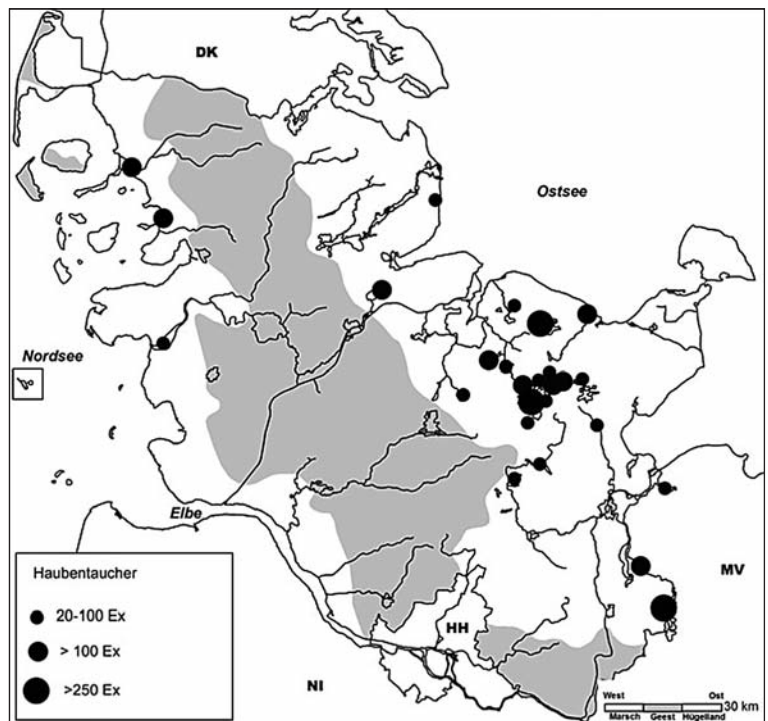 DK
Ostsee
Nordsee
Elbe
MV
HH
NI
Haubentaucher
20-100 Ex
> 100 Ex
>250 Ex
West Ost
30 km
Marsch Geest Hügelland